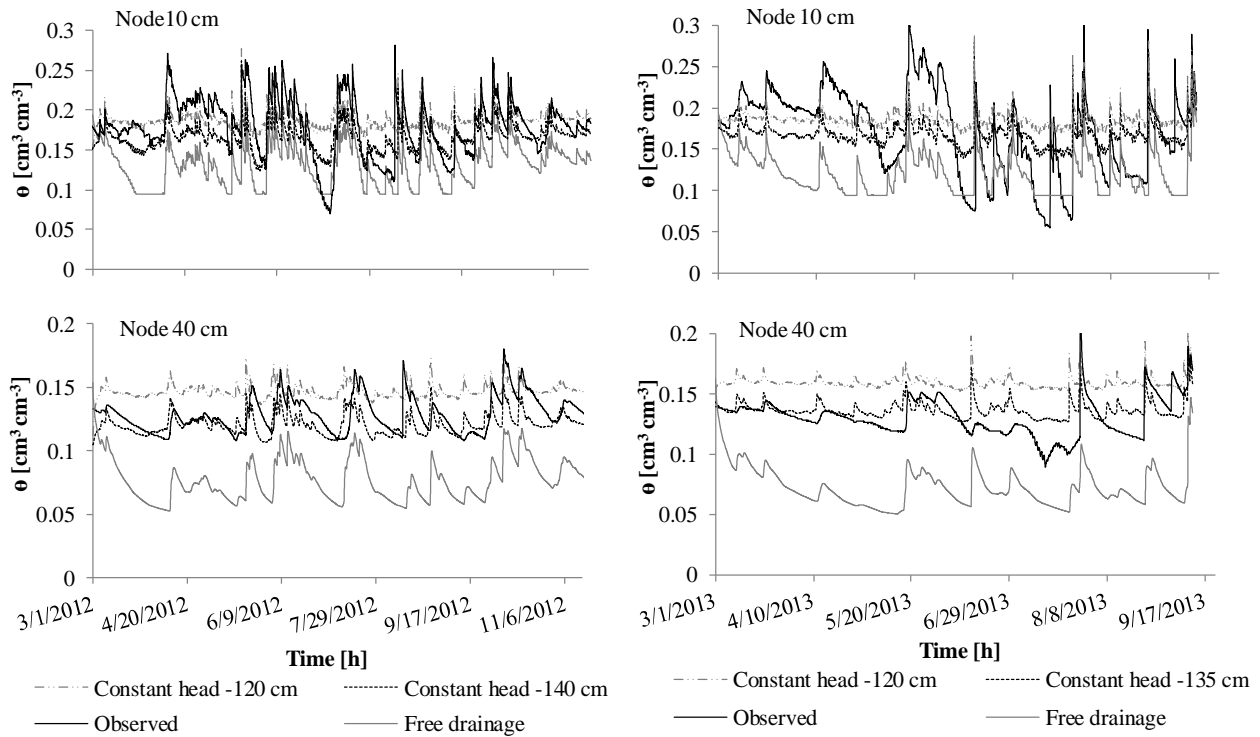 Node10 cm
0.3
0.25
0.2
0.15
0.1
0.05
0
ɵ [cm³ cm⁻³]
Node 10 cm
0.3
0.25
0.2
0.15
0.1
0.05
0
ɵ [cm³ cm⁻³]
Node 40 cm
0.2
0.15
0.1
0.05
0
ɵ [cm³ cm⁻³]
3/1/2012
4/20/2012
6/9/2012
7/29/2012
9/17/2012
11/6/2012
Time [h]
Node 40 cm
0.2
0.15
0.1
0.05
0
ɵ [cm³ cm⁻³]
3/1/2013
4/10/2013
5/20/2013
6/29/2013
8/8/2013
9/17/2013
Time [h]
Constant head -120 cm
Constant head -140 cm
Observed
Free drainage
Constant head -120 cm
Constant head -135 cm
Observed
Free drainage